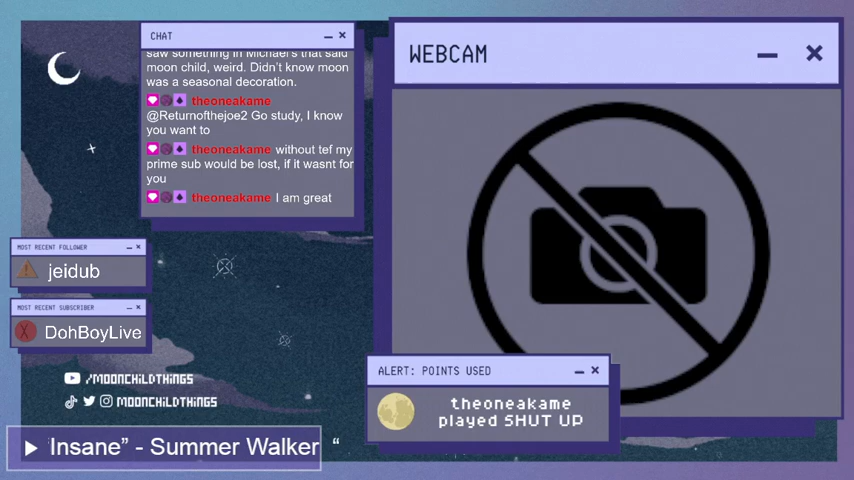 CHAT
saw something in Michael's that said
moon child, weird. Didn't know moon
was a seasonal decoration.
theoneakame
@Returnofthejoe2 Go study, I know
you want to
theoneakame without tef my
prime sub would be lost, if it wasnt for
you
theoneakame I am great
WEBCAM
MOST RECENT FOLLOWER
jeidub
MOST RECENT SUBSCRIBER
DohBoyLive
/MOONCHILDTHINGS
MOONCHILDTHINGS
ALERT: POINTS USED
theoneakame
played SHUT UP
Insane” - Summer Walker “